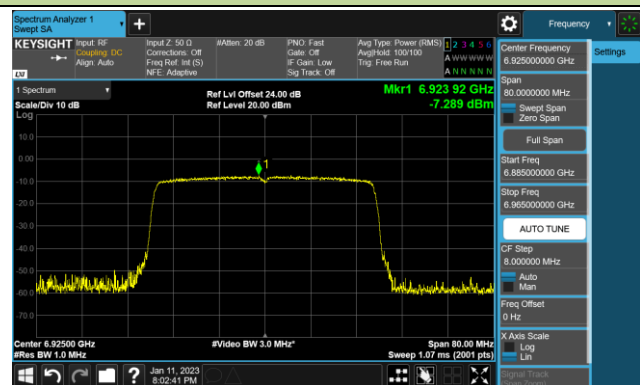 Spectrum Analyzer 1
Swept SA
Frequency
KEYSIGHT
Input: RF
Coupling: DC
Align: Auto
Input Z: 50 Ω
Corrections: Off
Freq Ref: Int (S)
NFE: Adaptive
#Atten: 20 dB
PNO: Fast
Gate: Off
IF Gain: Low
Sig Track: Off
Avg Type: Power (RMS)
Avg|Hold: 100/100
Trig: Free Run
1 2 3 4 5 6
A W W W W W
A N N N N N
LXI
1 Spectrum
Scale/Div 10 dB
Log
Ref Lvl Offset 24.00 dB
Ref Level 20.00 dBm
Mkr1 6.923 92 GHz
-7.289 dBm
10.0
0.00
-10.0
-20.0
-30.0
-40.0
-50.0
-60.0
-70.0
1
Center 6.92500 GHz
#Res BW 1.0 MHz
#Video BW 3.0 MHz*
Span 80.00 MHz
Sweep 1.07 ms (2001 pts)
Jan 11, 2023
8:02:41 PM
Center Frequency
6.925000000 GHz
Settings
Span
80.0000000 MHz
Swept Span
Zero Span
Full Span
Start Freq
6.885000000 GHz
Stop Freq
6.965000000 GHz
AUTO TUNE
CF Step
8.000000 MHz
Auto
Man
Freq Offset
0 Hz
X Axis Scale
Log
Lin
Signal Track